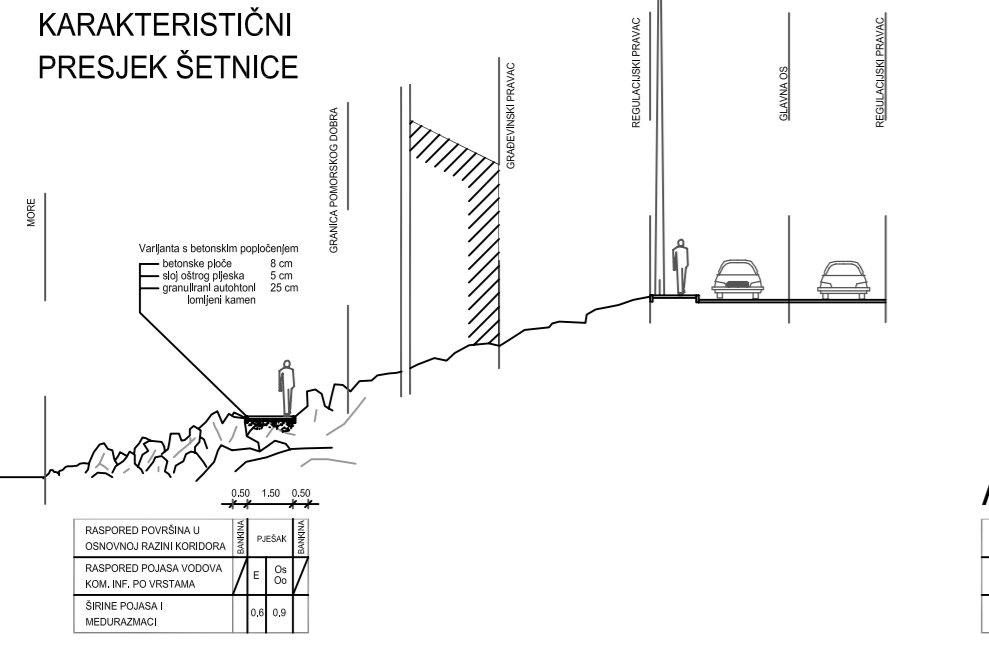 KARAKTERISTIČNI
PRESJEK ŠETNICE
MORE
GRANICA POMORSKOG DOBRA
GRAĐEVINSKI PRAVAC
REGULACIJSKI PRAVAC
GLAVNA OS
REGULACIJSKI PRAVAC
Varijanta s betonskim popločenjem
betonske ploče 8 cm
sloj oštrog pijeska 5 cm
granulirani autohtoni 25 cm
lomljeni kamen
0.50 1.50 0.50
RASPORED POVRŠINA U
OSNOVNOJ RAZINI KORIDORA
BANKINA
PJEŠAK
BANKINA
RASPORED POJASA VODOVA
KOM. INF. PO VRSTAMA
E
Os
Oo
ŠIRINE POJASA I
MEDURAZMACI
0,6 0,9